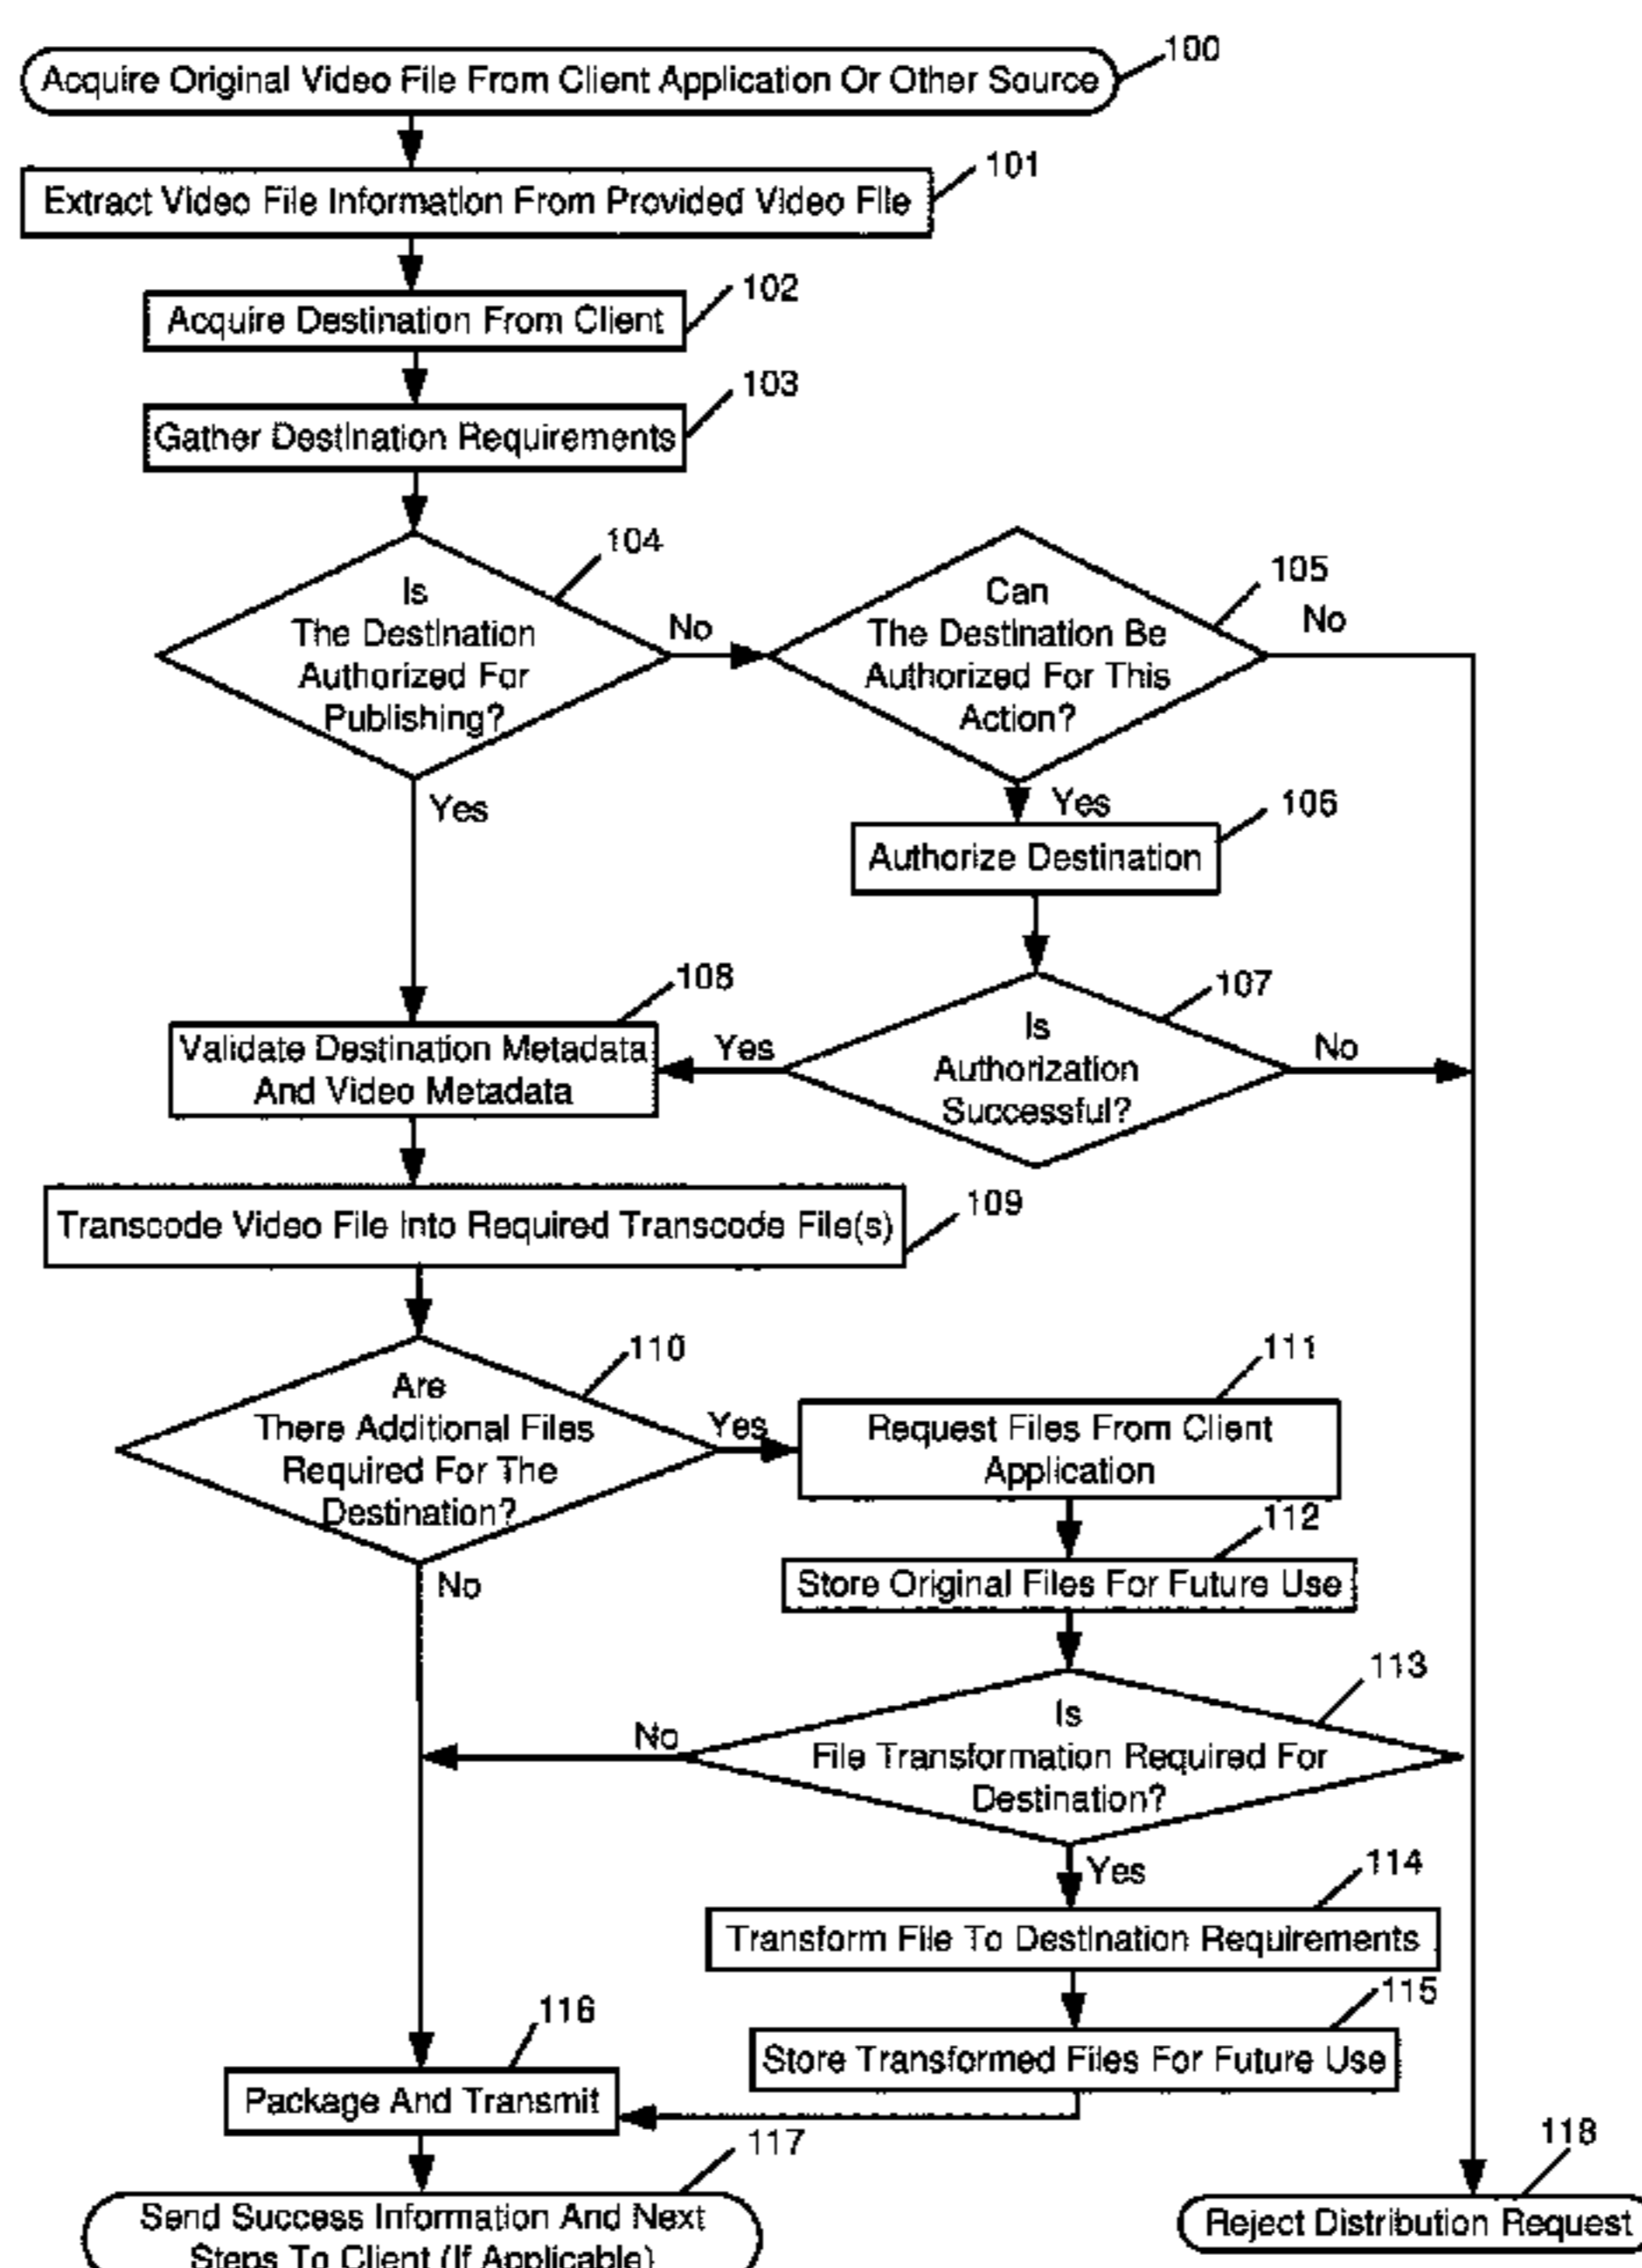 100
Acquire Original Video File From Client Application Or Other Source
101
Extract Video File Information From Provided Video File
102
Acquire Destination From Client
103
Gather Destination Requirements
104
Is
The Destination
Authorized For
Publishing?
No
Yes
105
Can
The Destination Be
Authorized For This
Action?
No
Yes
106
Authorize Destination
107
Is
Authorization
Successful?
Yes
No
108
Validate Destination Metadata
And Video Metadata
109
Transcode Video File Into Required Transcode File(s)
110
Are
There Additional Files
Required For The
Destination?
Yes
No
111
Request Files From Client
Application
112
Store Original Files For Future Use
113
Is
File Transformation Required For
Destination?
No
Yes
114
Transform File To Destination Requirements
115
Store Transformed Files For Future Use
116
Package And Transmit
117
Send Success Information And Next
Steps To Client (If Applicable)
118
Reject Distribution Request